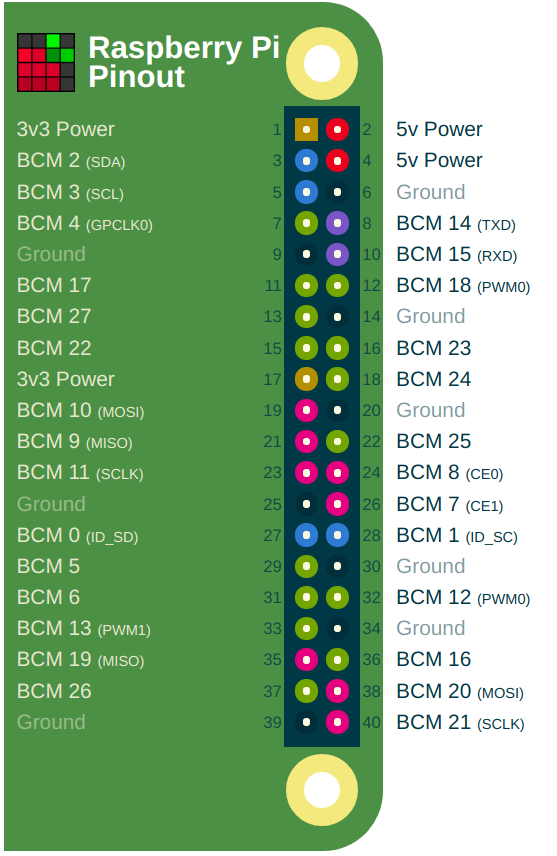 Raspberry Pi
Pinout
3v3 Power 1 2 5v Power
BCM 2 (SDA) 3 4 5v Power
BCM 3 (SCL) 5 6 Ground
BCM 4 (GPCLK0) 7 8 BCM 14 (TXD)
Ground 9 10 BCM 15 (RXD)
BCM 17 11 12 BCM 18 (PWM0)
BCM 27 13 14 Ground
BCM 22 15 16 BCM 23
3v3 Power 17 18 BCM 24
BCM 10 (MOSI) 19 20 Ground
BCM 9 (MISO) 21 22 BCM 25
BCM 11 (SCLK) 23 24 BCM 8 (CE0)
Ground 25 26 BCM 7 (CE1)
BCM 0 (ID_SD) 27 28 BCM 1 (ID_SC)
BCM 5 29 30 Ground
BCM 6 31 32 BCM 12 (PWM0)
BCM 13 (PWM1) 33 34 Ground
BCM 19 (MISO) 35 36 BCM 16
BCM 26 37 38 BCM 20 (MOSI)
Ground 39 40 BCM 21 (SCLK)